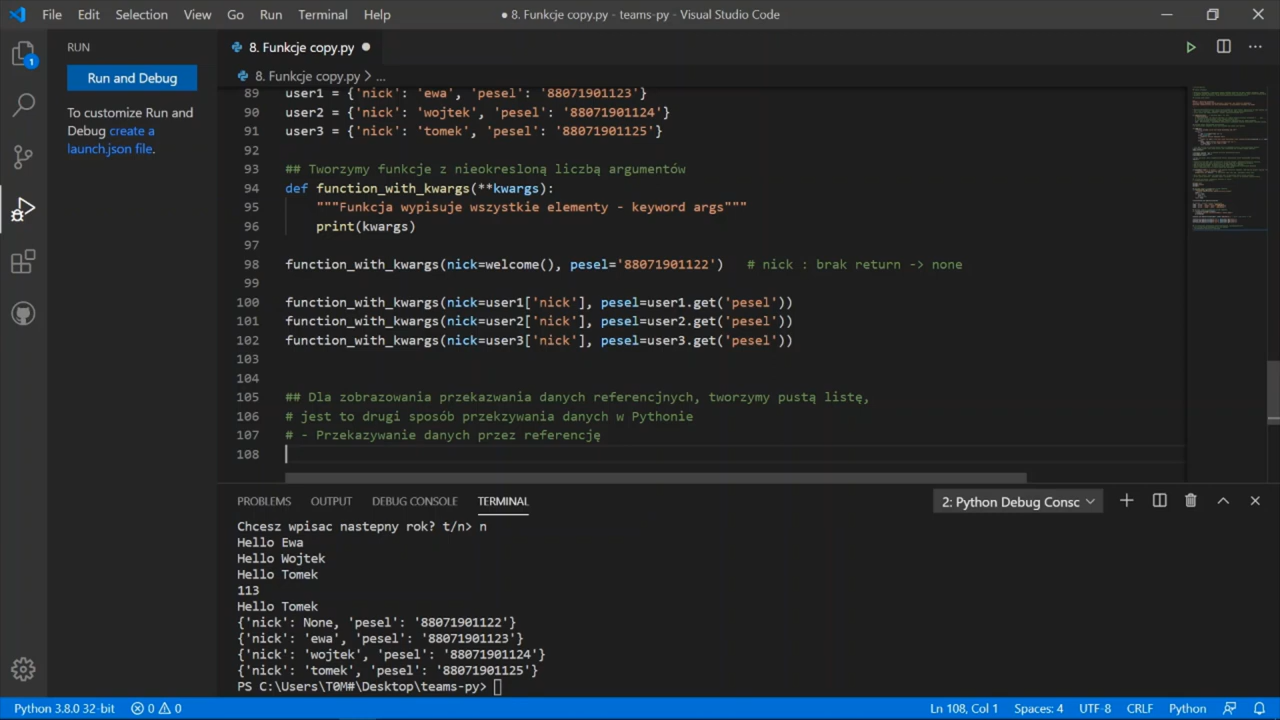 File Edit Selection View Go Run Terminal Help
● 8. Funkcje copy.py - teams-py - Visual Studio Code
RUN
8. Funkcje copy.py
Run and Debug
8. Funkcje copy.py > ...
To customize Run and
Debug create a
launch.json file.
89 user1 = {'nick': 'ewa', 'pesel': '88071901123'}
90 user2 = {'nick': 'wojtek', 'pesel': '88071901124'}
91 user3 = {'nick': 'tomek', 'pesel': '88071901125'}
92
93 ## Tworzymy funkcje z nieokreśloną liczbą argumentów
94 def function_with_kwargs(**kwargs):
95 """Funkcja wypisuje wszystkie elementy - keyword args"""
96 print(kwargs)
97
98 function_with_kwargs(nick=welcome(), pesel='88071901122') # nick : brak return -> none
99
100 function_with_kwargs(nick=user1['nick'], pesel=user1.get('pesel'))
101 function_with_kwargs(nick=user2['nick'], pesel=user2.get('pesel'))
102 function_with_kwargs(nick=user3['nick'], pesel=user3.get('pesel'))
103
104
105 ## Dla zobrazowania przekazwania danych referencjnych, tworzymy pustą listę,
106 # jest to drugi sposób przekzywania danych w Pythonie
107 # - Przekazywanie danych przez referencję
108
PROBLEMS OUTPUT DEBUG CONSOLE TERMINAL
2: Python Debug Consc
Chcesz wpisac nastepny rok? t/n> n
Hello Ewa
Hello Wojtek
Hello Tomek
113
Hello Tomek
{'nick': None, 'pesel': '88071901122'}
{'nick': 'ewa', 'pesel': '88071901123'}
{'nick': 'wojtek', 'pesel': '88071901124'}
{'nick': 'tomek', 'pesel': '88071901125'}
PS C:\Users\T0M#\Desktop\teams-py>
Python 3.8.0 32-bit 0 0 Ln 108, Col 1 Spaces: 4 UTF-8 CRLF Python